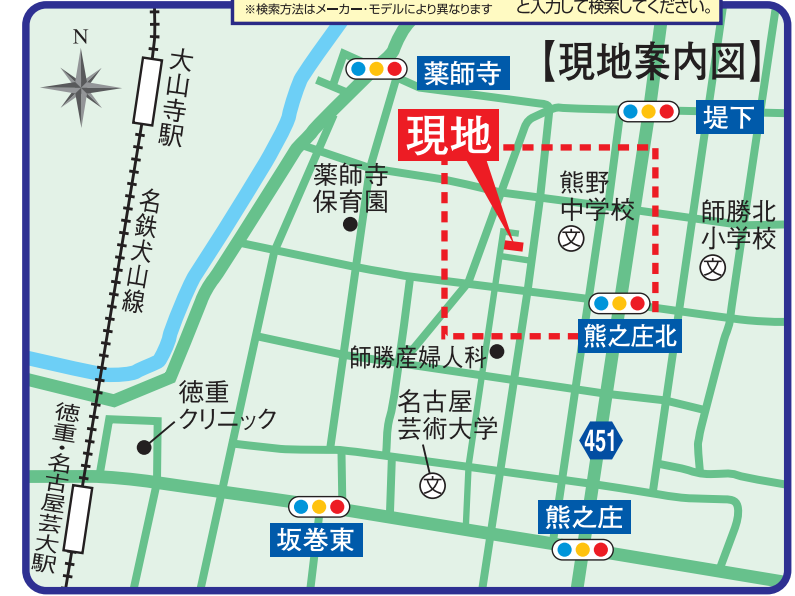 ※検索方法はメーカー・モデルにより異なります
と入力して検索してください。
【現地案内図】
N
大山寺駅
薬師寺
堤下
現地
薬師寺
保育園
熊野
中学校
文
師勝北
小学校
文
名鉄犬山線
熊之庄北
師勝産婦人科
徳重
クリニック
名古屋
芸術大学
文
451
徳重・名古屋芸大駅
坂巻東
熊之庄